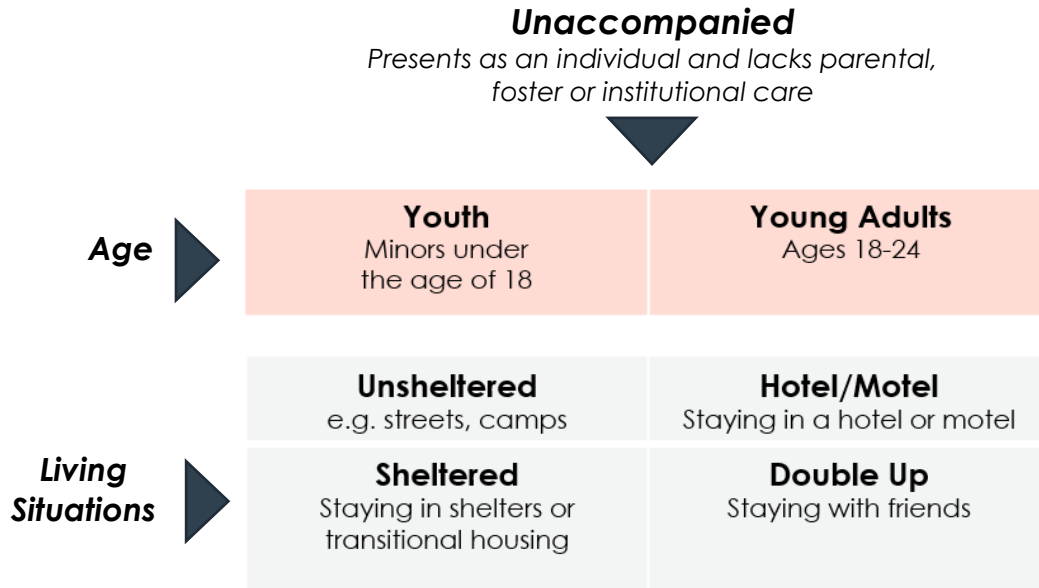 Unaccompanied
Presents as an individual and lacks parental,
foster or institutional care
Age
Youth
Minors under
the age of 18
Young Adults
Ages 18-24
Living
Situations
Unsheltered
e.g. streets, camps
Hotel/Motel
Staying in a hotel or motel
Sheltered
Staying in shelters or
transitional housing
Double Up
Staying with friends